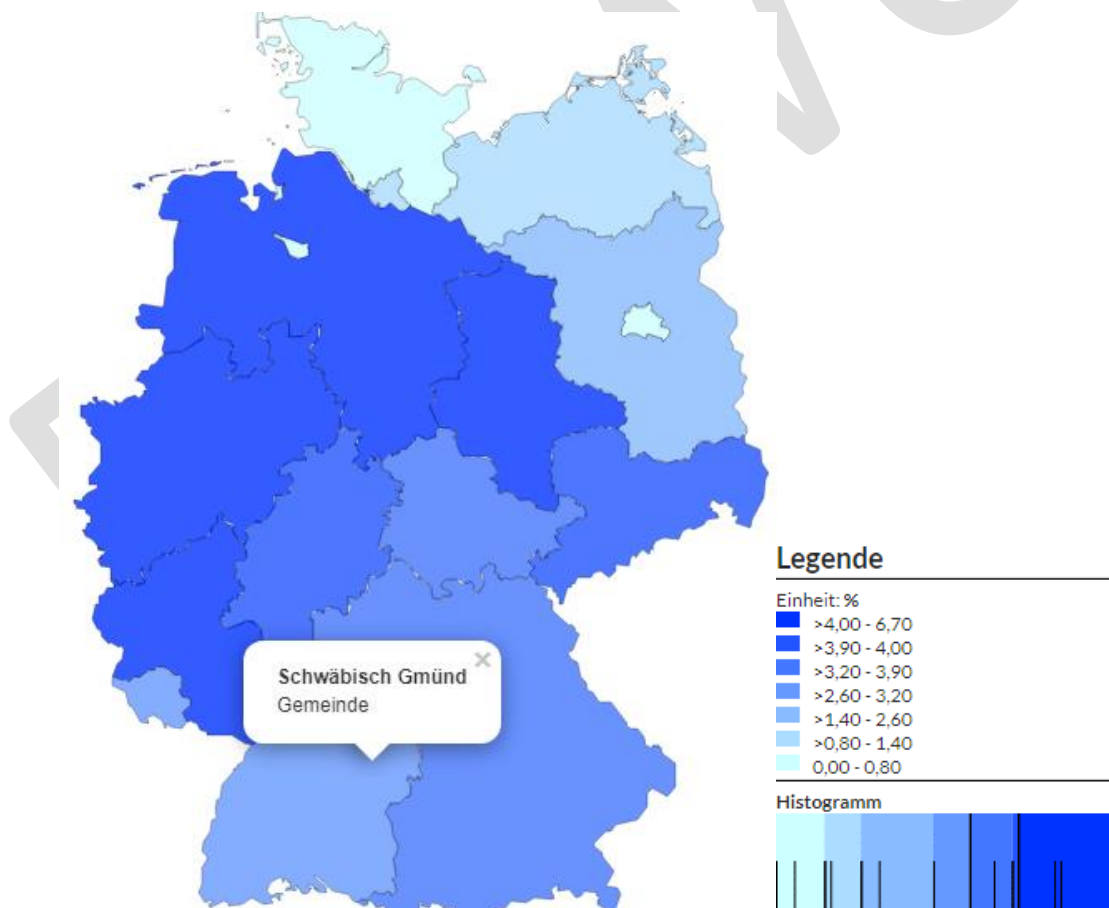 Schwäbisch Gmünd ×
Gemeinde
Legende
Einheit: %
>4,00 - 6,70
>3,90 - 4,00
>3,20 - 3,90
>2,60 - 3,20
>1,40 - 2,60
>0,80 - 1,40
0,00 - 0,80
Histogramm